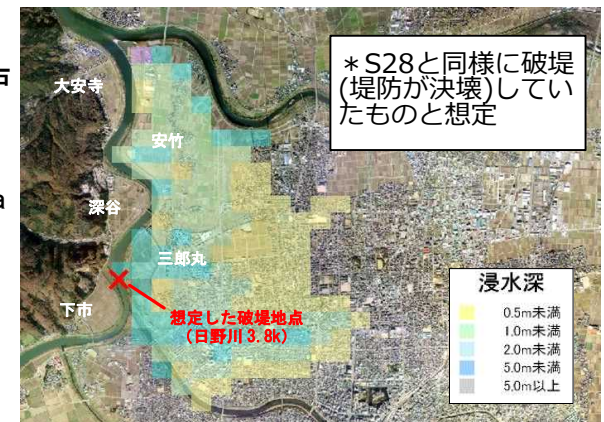 ＊S28と同様に破堤
(堤防が決壊)してい
たものと想定
大安寺
安竹
深谷
三郎丸
下市
想定した破堤地点
（日野川 3.8k）
浸水深
0.5m未満
1.0m未満
2.0m未満
5.0m未満
5.0m以上
a